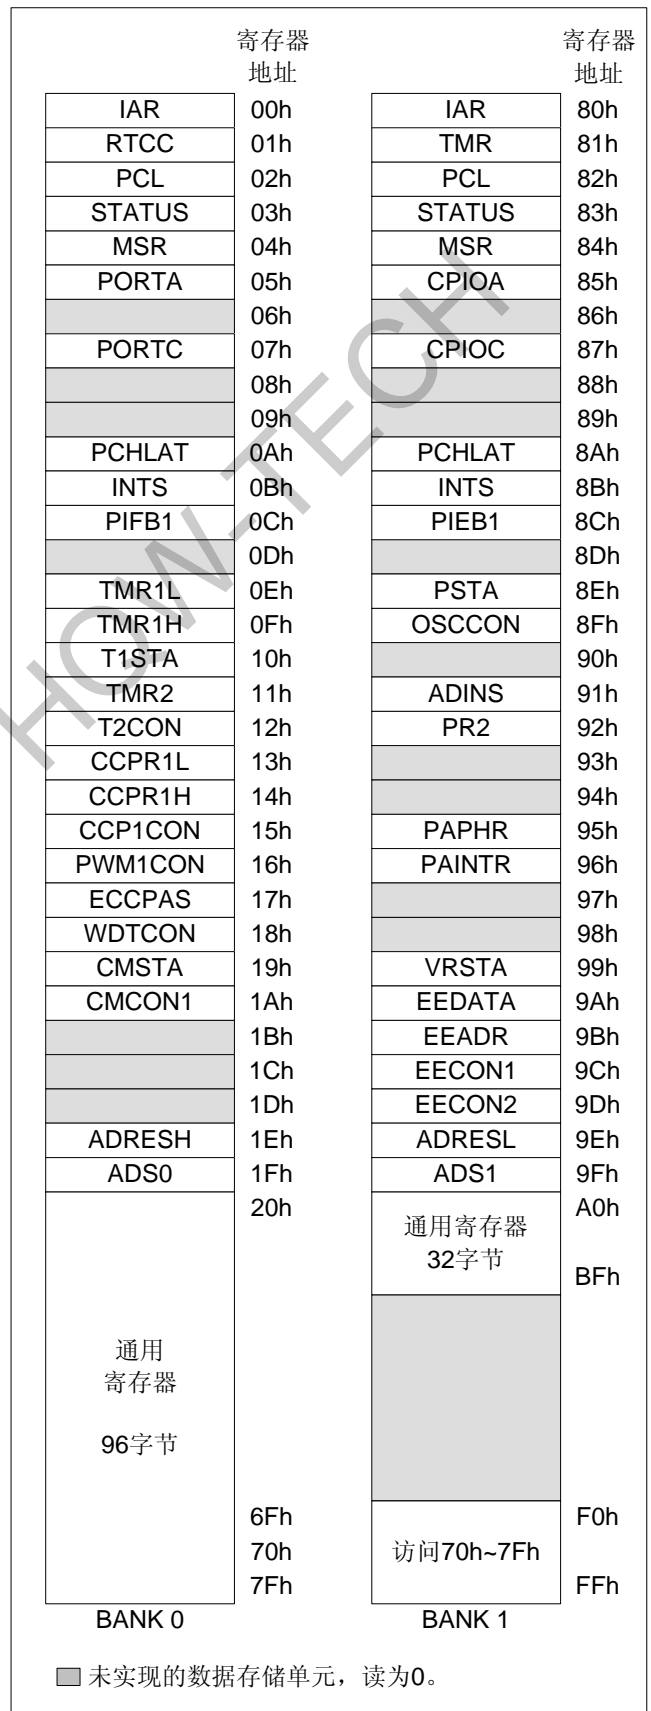 寄存器 寄存器
地址 地址
IAR 00h IAR 80h
RTCC 01h TMR 81h
PCL 02h PCL 82h
STATUS 03h STATUS 83h
MSR 04h MSR 84h
PORTA 05h CPIOA 85h
06h 86h
PORTC 07h CPIOC 87h
08h 88h
09h 89h
PCHLAT 0Ah PCHLAT 8Ah
INTS 0Bh INTS 8Bh
PIFB1 0Ch PIEB1 8Ch
0Dh 8Dh
TMR1L 0Eh PSTA 8Eh
TMR1H 0Fh OSCCON 8Fh
T1STA 10h 90h
TMR2 11h ADINS 91h
T2CON 12h PR2 92h
CCPR1L 13h 93h
CCPR1H 14h 94h
CCP1CON 15h PAPHR 95h
PWM1CON 16h PAINTR 96h
ECCPAS 17h 97h
WDTCON 18h 98h
CMSTA 19h VRSTA 99h
CMCON1 1Ah EEDATA 9Ah
1Bh EEADR 9Bh
1Ch EECON1 9Ch
1Dh EECON2 9Dh
ADRESH 1Eh ADRESL 9Eh
ADS0 1Fh ADS1 9Fh
20h A0h
通用寄存器
32字节
BFh
通用
寄存器
96字节
6Fh F0h
70h 访问70h~7Fh
7Fh FFh
BANK 0 BANK 1
未实现的数据存储单元，读为0。
HOW-TECH